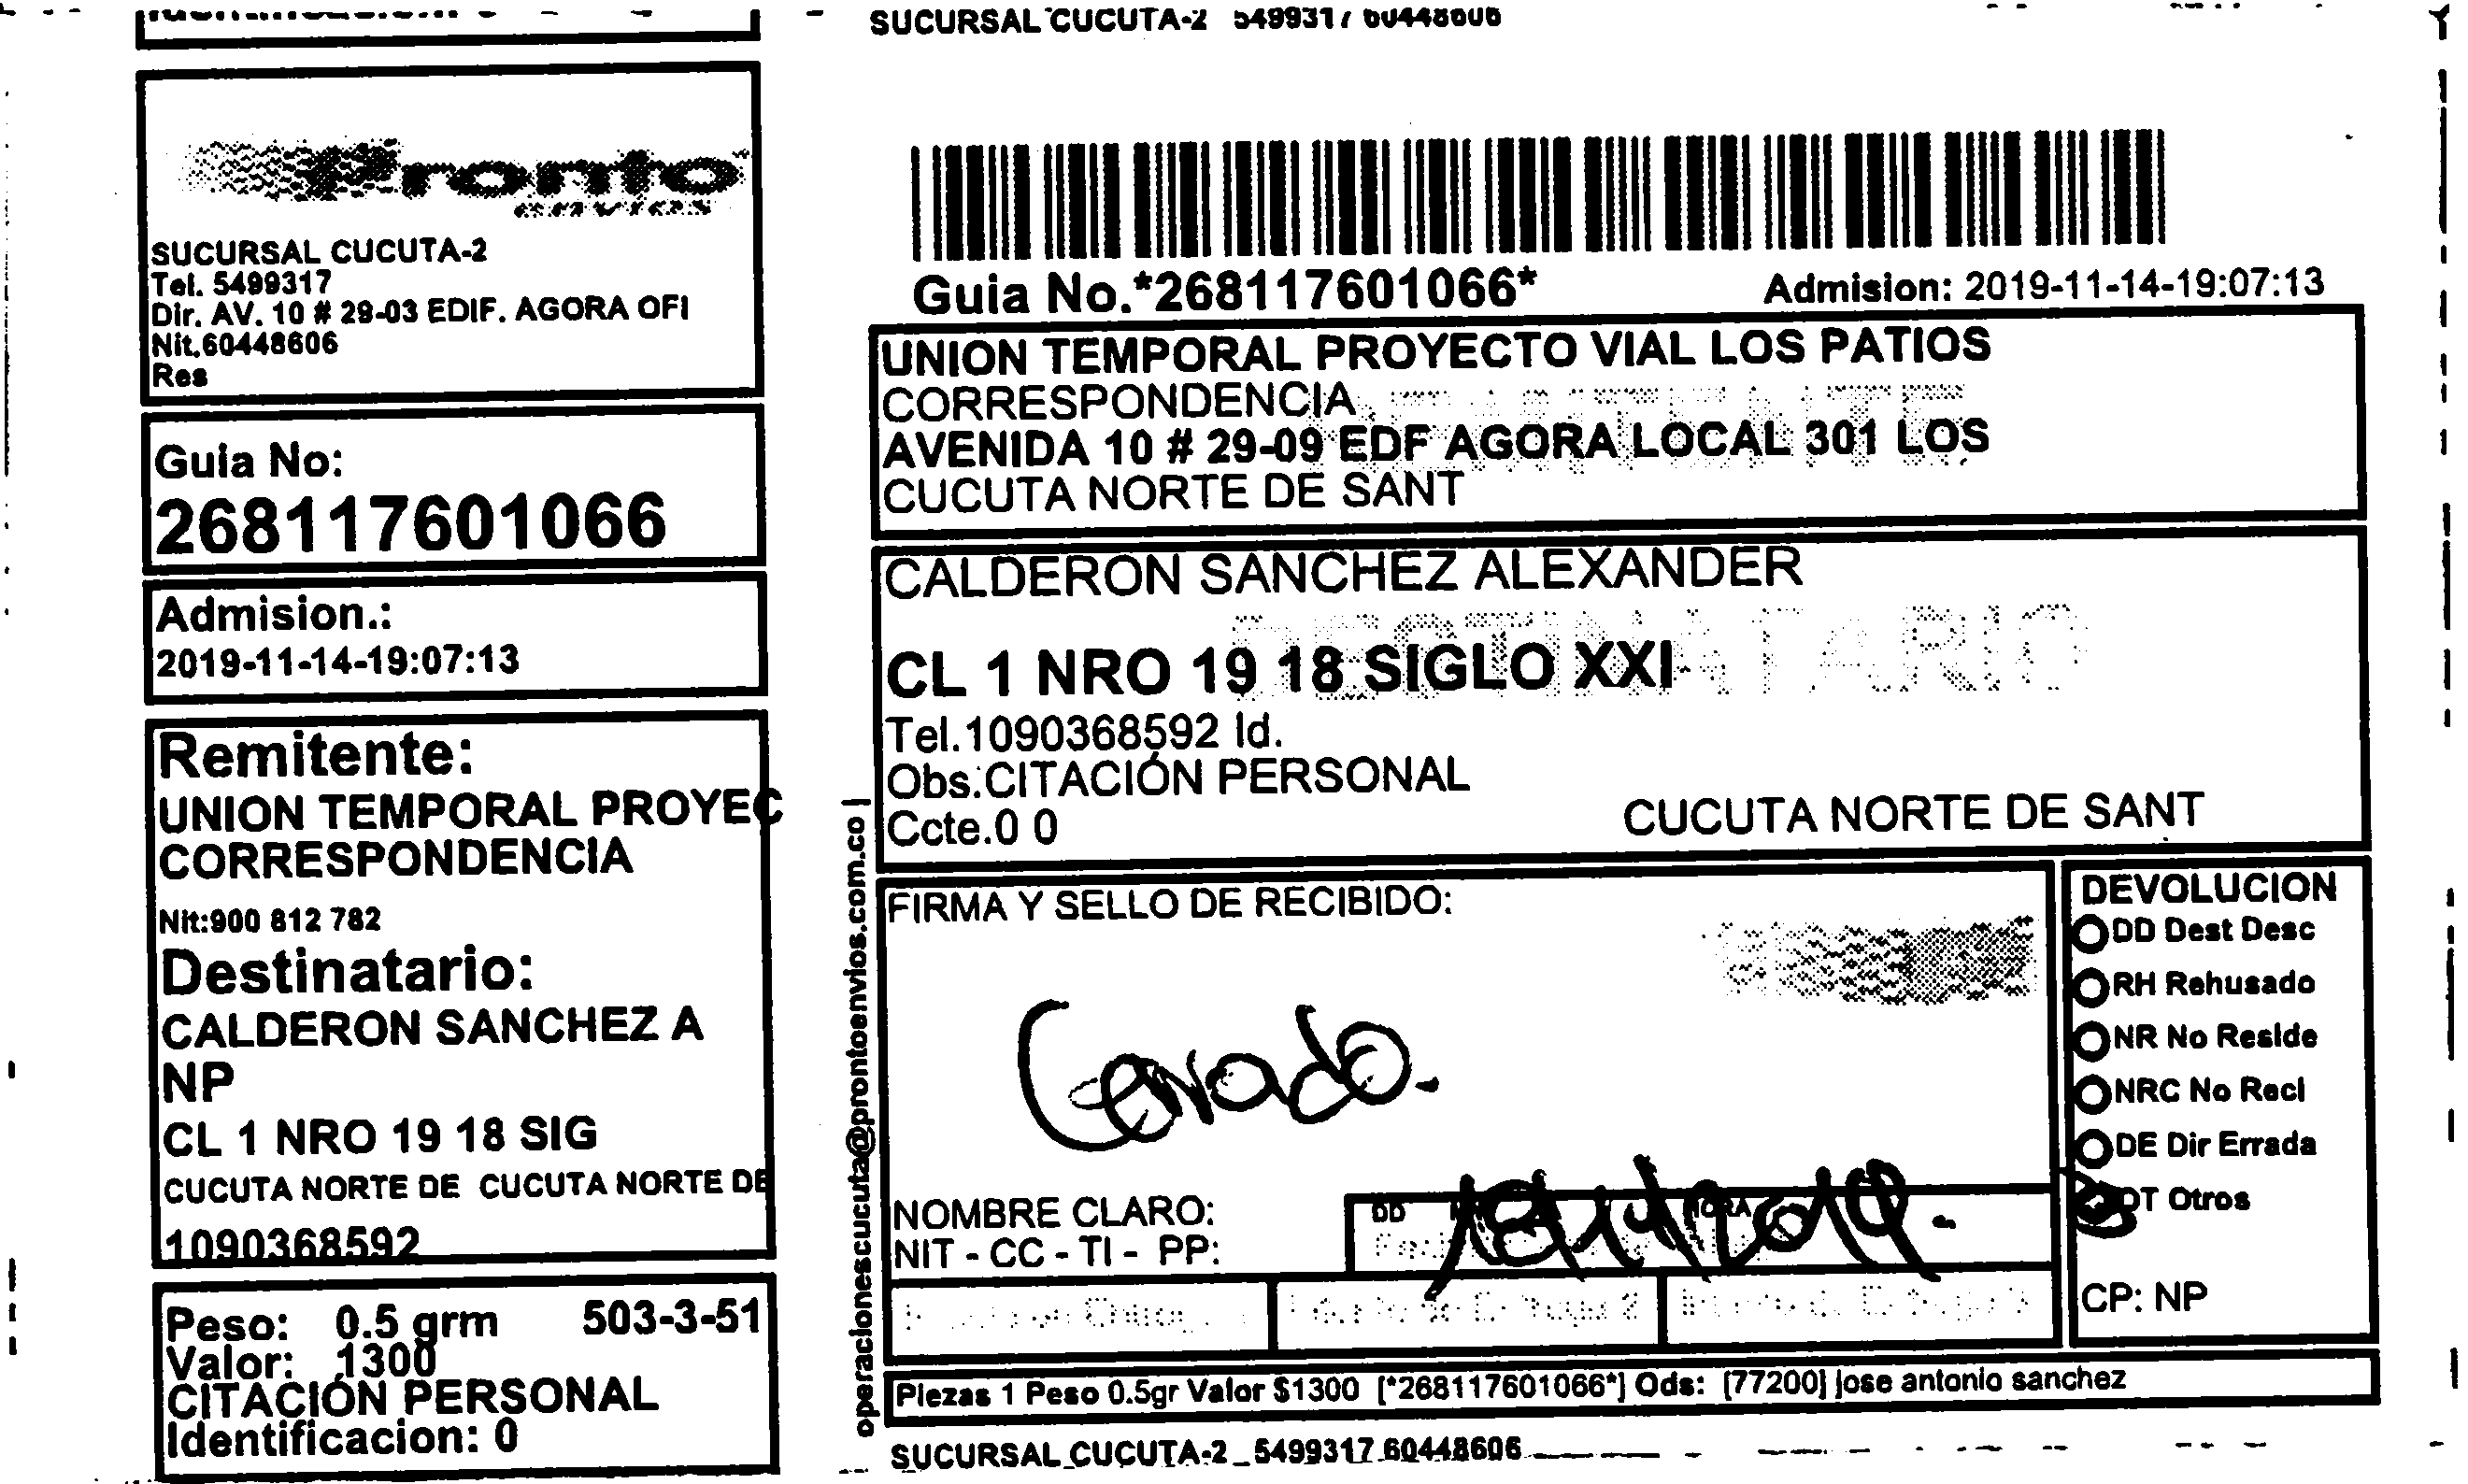 SUCURSAL CUCUTA-2 5499317 60448606
Pronto
SUCURSAL CUCUTA-2
Tel. 5499317
Dir. AV. 10 # 29-03 EDIF. AGORA OFI
Nit.60448606
Res
Guia No:
268117601066
Admision.:
2019-11-14-19:07:13
Remitente:
UNION TEMPORAL PROYEC
CORRESPONDENCIA
Nit:900 812 782
Destinatario:
CALDERON SANCHEZ A
NP
CL 1 NRO 19 18 SIG
CUCUTA NORTE DE CUCUTA NORTE DE
1090368592
Peso: 0.5 grm 503-3-51
Valor: 1300
CITACIÓN PERSONAL
Identificacion: 0
operacionescucuta@prontoenvios.com.co |
Guia No.*268117601066*
Admision: 2019-11-14-19:07:13
UNION TEMPORAL PROYECTO VIAL LOS PATIOS
CORRESPONDENCIA
REMITENTE
AVENIDA 10 # 29-09 EDF AGORA LOCAL 301 LOS
CUCUTA NORTE DE SANT
CALDERON SANCHEZ ALEXANDER
DESTINATARIO
CL 1 NRO 19 18 SIGLO XXI
Tel.1090368592 Id.
Obs.CITACIÓN PERSONAL
Ccte.0 0
CUCUTA NORTE DE SANT
FIRMA Y SELLO DE RECIBIDO:
Cerrado.
NOMBRE CLARO:
NIT - CC - TI - PP:
DD HORA
DEVOLUCION
DD Dest Desc
RH Rehusado
NR No Reside
NRC No Recl
DE Dir Errada
OT Otros
CP: NP
Piezas 1 Peso 0.5gr Valor $1300 [*268117601066*] Ods: [77200] jose antonio sanchez
SUCURSAL CUCUTA-2 5499317 60448606